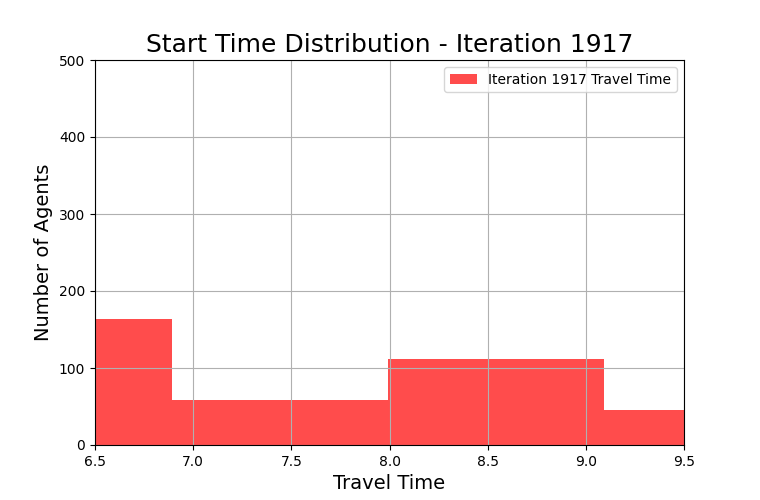 Start Time Distribution - Iteration 1917
500
Iteration 1917 Travel Time
400
300
200
100
0
Number of Agents
6.5 7.0 7.5 8.0 8.5 9.0 9.5
Travel Time